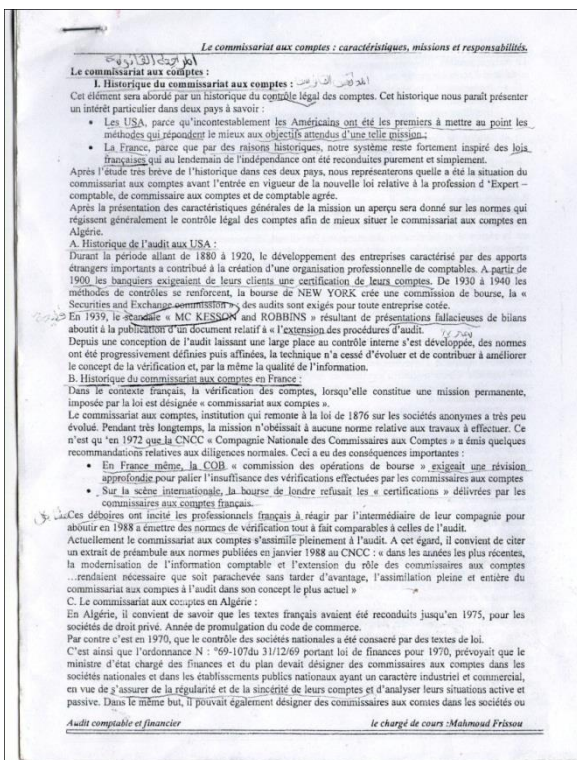 Le commissariat aux comptes : caractéristiques, missions et responsabilités.
Le commissariat aux comptes :
I. Historique du commissariat aux comptes :
Cet élément sera abordé par un historique du contrôle légal des comptes. Cet historique nous paraît présenter
un intérêt particulier dans deux pays à savoir :
• Les USA, parce qu'incontestablement les Américains ont été les premiers à mettre au point les
méthodes qui répondent le mieux aux objectifs attendus d'une telle mission ;
• La France, parce que par des raisons historiques, notre système reste fortement inspiré des lois
françaises qui au lendemain de l'indépendance ont été reconduites purement et simplement.
Après l'étude très brève de l'historique dans ces deux pays, nous représenterons quelle a été la situation du
commissariat aux comptes avant l'entrée en vigueur de la nouvelle loi relative à la profession d 'Expert –
comptable, de commissaire aux comptes et de comptable agrée.
Après la présentation des caractéristiques générales de la mission un aperçu sera donné sur les normes qui
régissent généralement le contrôle légal des comptes afin de mieux situer le commissariat aux comptes en
Algérie.
A. Historique de l'audit aux USA :
Durant la période allant de 1880 à 1920, le développement des entreprises caractérisé par des apports
étrangers importants a contribué à la création d'une organisation professionnelle de comptables. A partir de
1900 les banquiers exigeaient de leurs clients une certification de leurs comptes. De 1930 à 1940 les
méthodes de contrôles se renforcent, la bourse de NEW YORK crée une commission de bourse, la «
Securities and Exchange commission », des audits sont exigés pour toute entreprise cotée.
En 1939, le scandale « MC KESSON and ROBBINS » résultant de présentations fallacieuses de bilans
aboutit à la publication d'un document relatif à « l'extension des procédures d'audit.
Depuis une conception de l'audit laissant une large place au contrôle interne s'est développée, des normes
ont été progressivement définies puis affinées, la technique n'a cessé d'évoluer et de contribuer à améliorer
le concept de la vérification et, par la même la qualité de l'information.
B. Historique du commissariat aux comptes en France :
Dans le contexte français, la vérification des comptes, lorsqu'elle constitue une mission permanente,
imposée par la loi est désignée « commissariat aux comptes ».
Le commissariat aux comptes, institution qui remonte à la loi de 1876 sur les sociétés anonymes a très peu
évolué. Pendant très longtemps, la mission n'obéissait à aucune norme relative aux travaux à effectuer. Ce
n'est qu 'en 1972 que la CNCC « Compagnie Nationale des Commissaires aux Comptes » a émis quelques
recommandations relatives aux diligences normales. Ceci a eu des conséquences importantes :
• En France même, la COB « commission des opérations de bourse » exigeait une révision
approfondie pour palier l'insuffisance des vérifications effectuées par les commissaires aux comptes
• Sur la scène internationale, la bourse de londre refusait les « certifications » délivrées par les
commissaires aux comptes français.
Ces déboires ont incité les professionnels français à réagir par l'intermédiaire de leur compagnie pour
aboutir en 1988 a émettre des normes de vérification tout à fait comparables à celles de l'audit.
Actuellement le commissariat aux comptes s'assimile pleinement à l'audit. A cet égard, il convient de citer
un extrait de préambule aux normes publiées en janvier 1988 au CNCC : « dans les années les plus récentes,
la modernisation de l'information comptable et l'extension du rôle des commissaires aux comptes
…rendaient nécessaire que soit parachevée sans tarder d'avantage, l'assimilation pleine et entière du
commissariat aux comptes à l'audit dans son concept le plus actuel »
C. Le commissariat aux comptes en Algérie :
En Algérie, il convient de savoir que les textes français avaient été reconduits jusqu'en 1975, pour les
sociétés de droit privé. Année de promulgation du code de commerce.
Par contre c'est en 1970, que le contrôle des sociétés nationales a été consacré par des textes de loi.
C'est ainsi que l'ordonnance N : °69-107du 31/12/69 portant loi de finances pour 1970, prévoyait que le
ministre d'état chargé des finances et du plan devait désigner des commissaires aux comptes dans les
sociétés nationales et dans les établissements publics nationaux ayant un caractère industriel et commercial,
en vue de s'assurer de la régularité et de la sincérité de leurs comptes et d'analyser leurs situations active et
passive. Dans le même but, il pouvait également désigner des commissaires aux comtes dans les sociétés ou
Audit comptable et financier le chargé de cours :Mahmoud Frissou